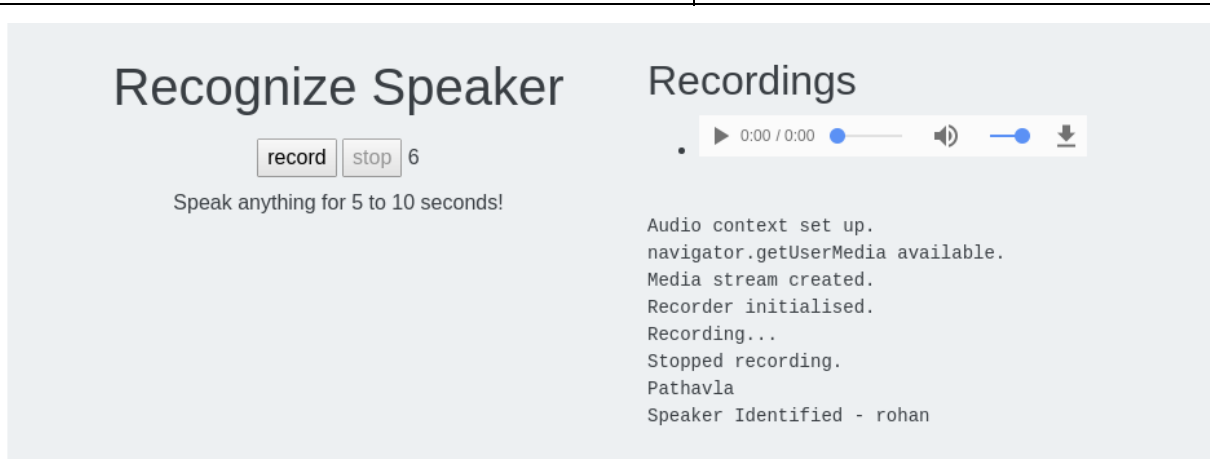 Recognize Speaker
record stop 6
Speak anything for 5 to 10 seconds!
Recordings
0:00 / 0:00
Audio context set up.
navigator.getUserMedia available.
Media stream created.
Recorder initialised.
Recording...
Stopped recording.
Pathavla
Speaker Identified - rohan